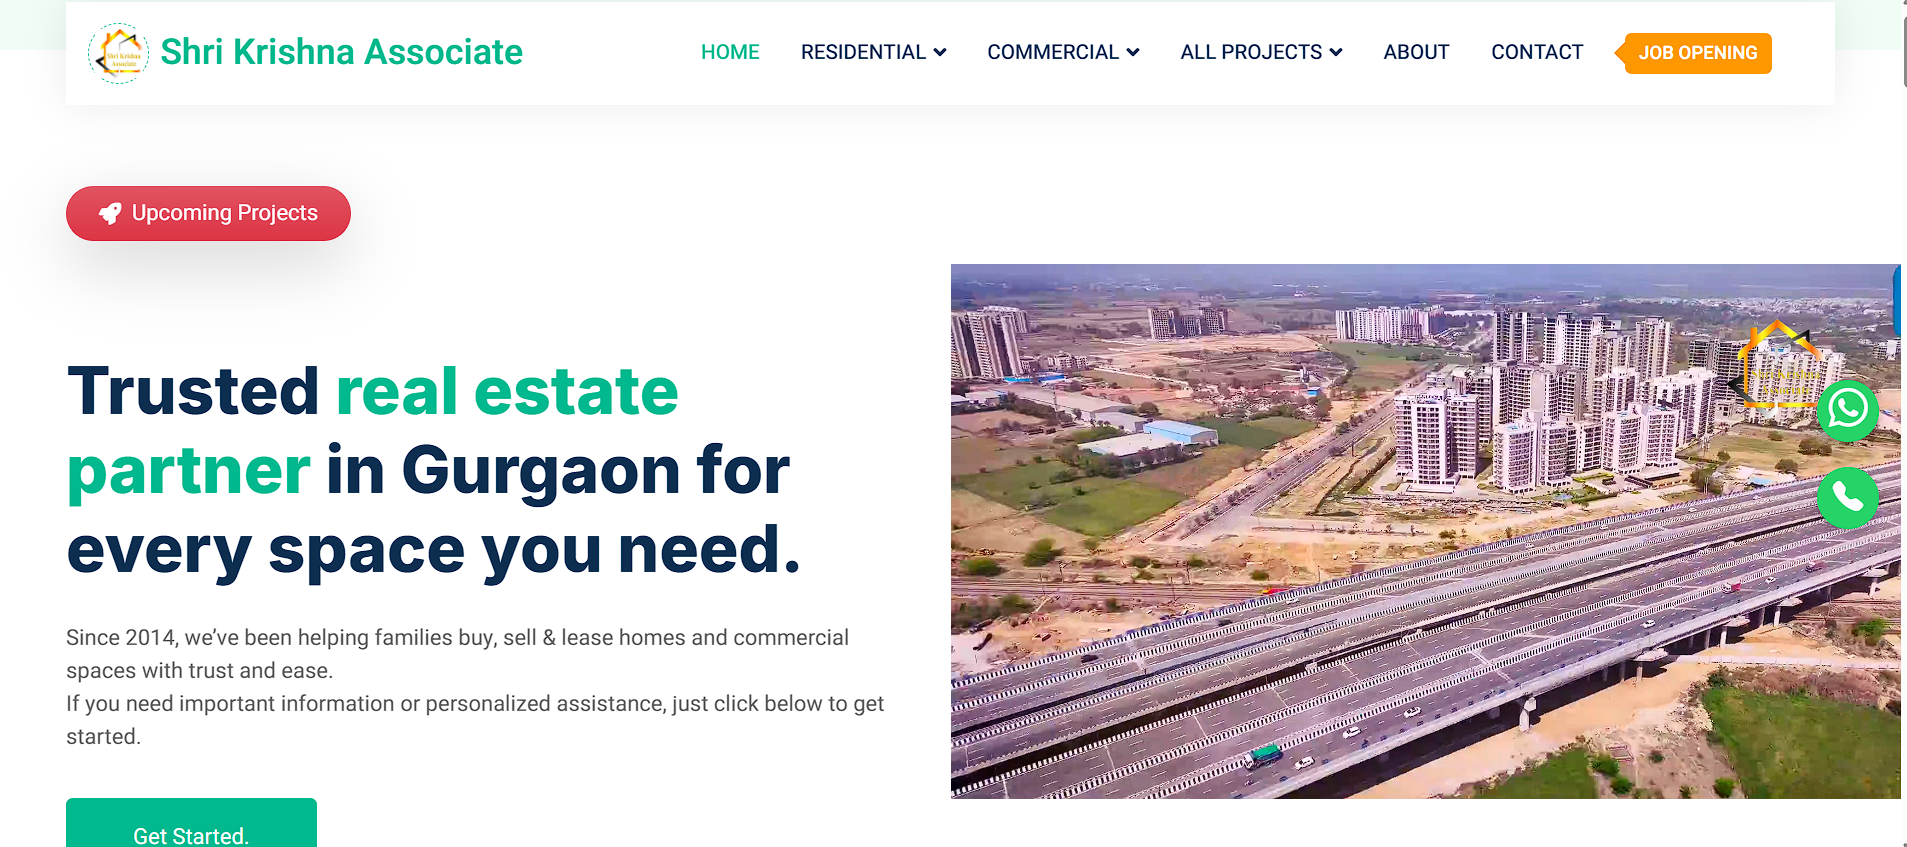 Shri Krishna Associate
Shri Krishna Associate
HOME
RESIDENTIAL
COMMERCIAL
ALL PROJECTS
ABOUT
CONTACT
JOB OPENING
Upcoming Projects
Trusted real estate
partner in Gurgaon for
every space you need.
Since 2014, we’ve been helping families buy, sell & lease homes and commercial
spaces with trust and ease.
If you need important information or personalized assistance, just click below to get
started.
Get Started.